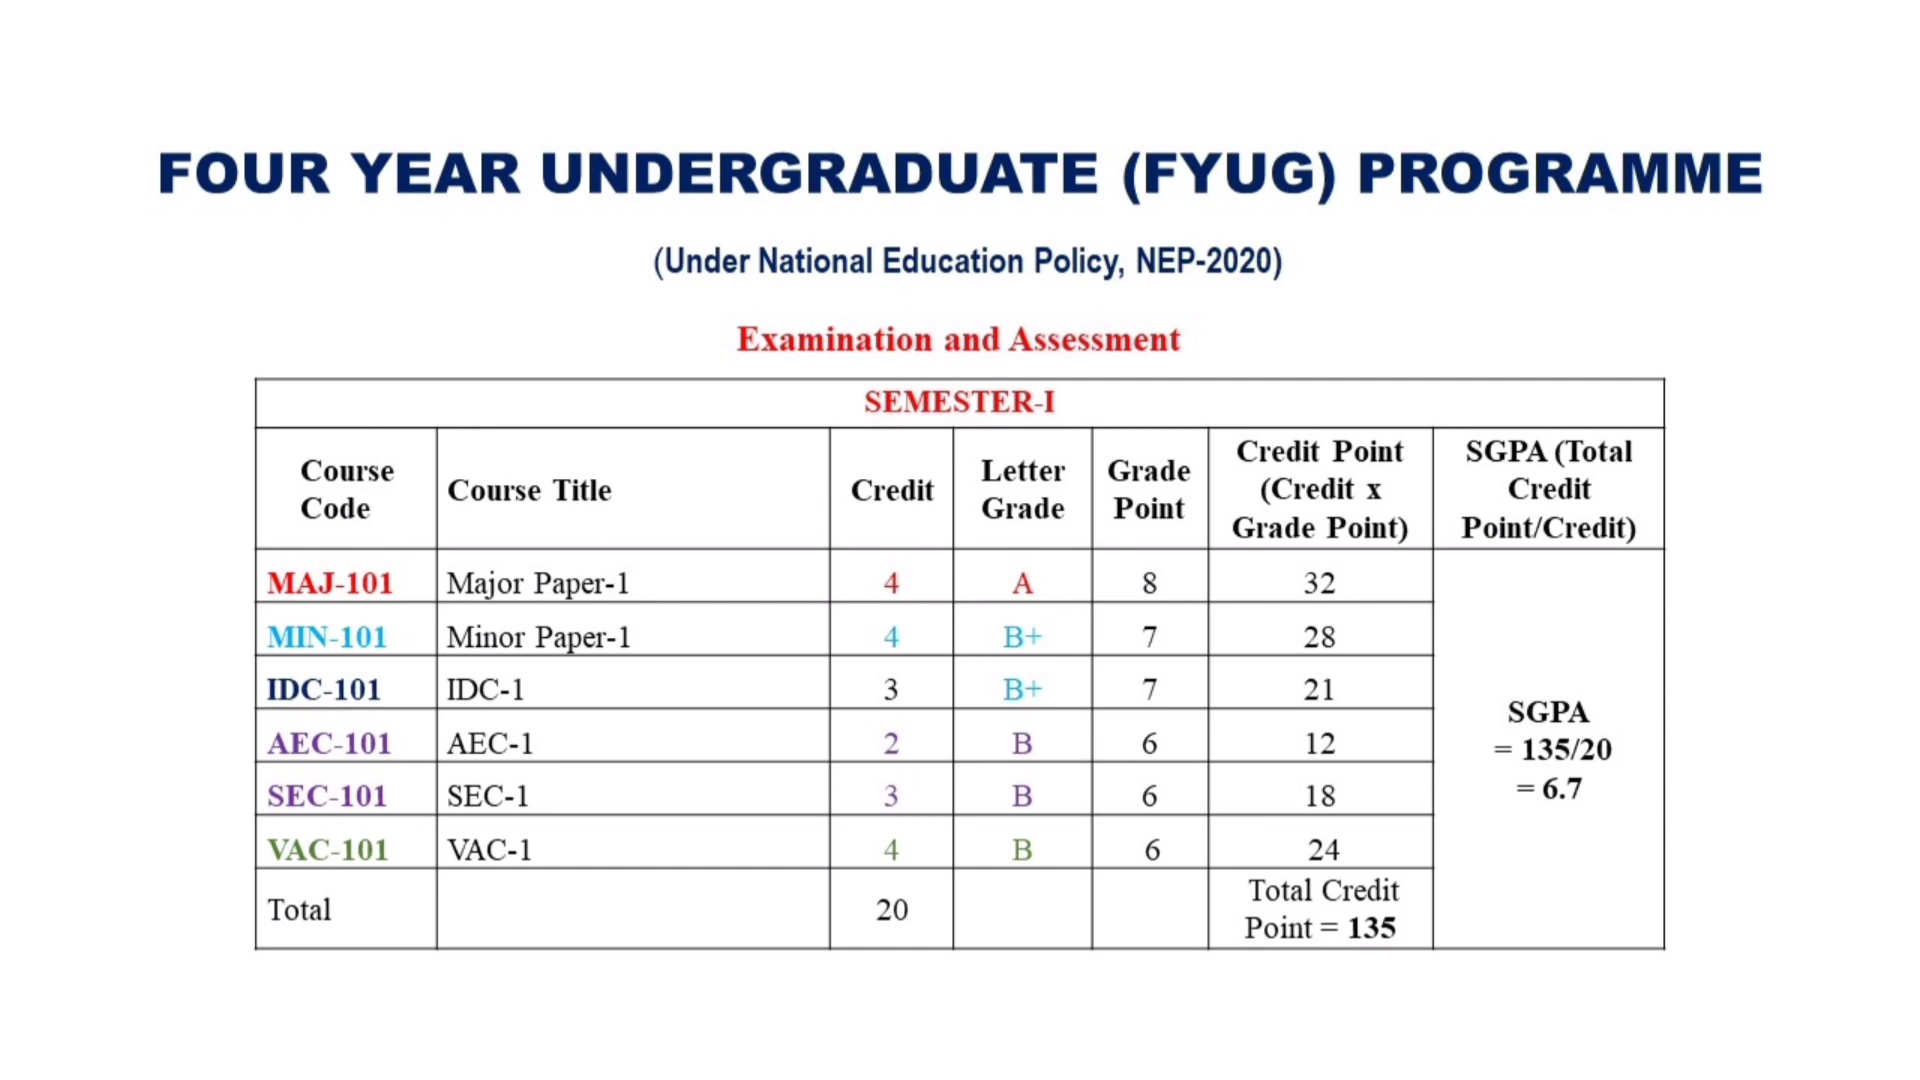 FOUR YEAR UNDERGRADUATE (FYUG) PROGRAMME
(Under National Education Policy, NEP-2020)
Examination and Assessment
SEMESTER-I
Course Code Course Title Credit Letter Grade Grade Point Credit Point (Credit x Grade Point) SGPA (Total Credit Point/Credit)
MAJ-101 Major Paper-1 4 A 8 32
MIN-101 Minor Paper-1 4 B+ 7 28
IDC-101 IDC-1 3 B+ 7 21
AEC-101 AEC-1 2 B 6 12
SEC-101 SEC-1 3 B 6 18
VAC-101 VAC-1 4 B 6 24
Total 20 Total Credit Point = 135
SGPA
= 135/20
= 6.7